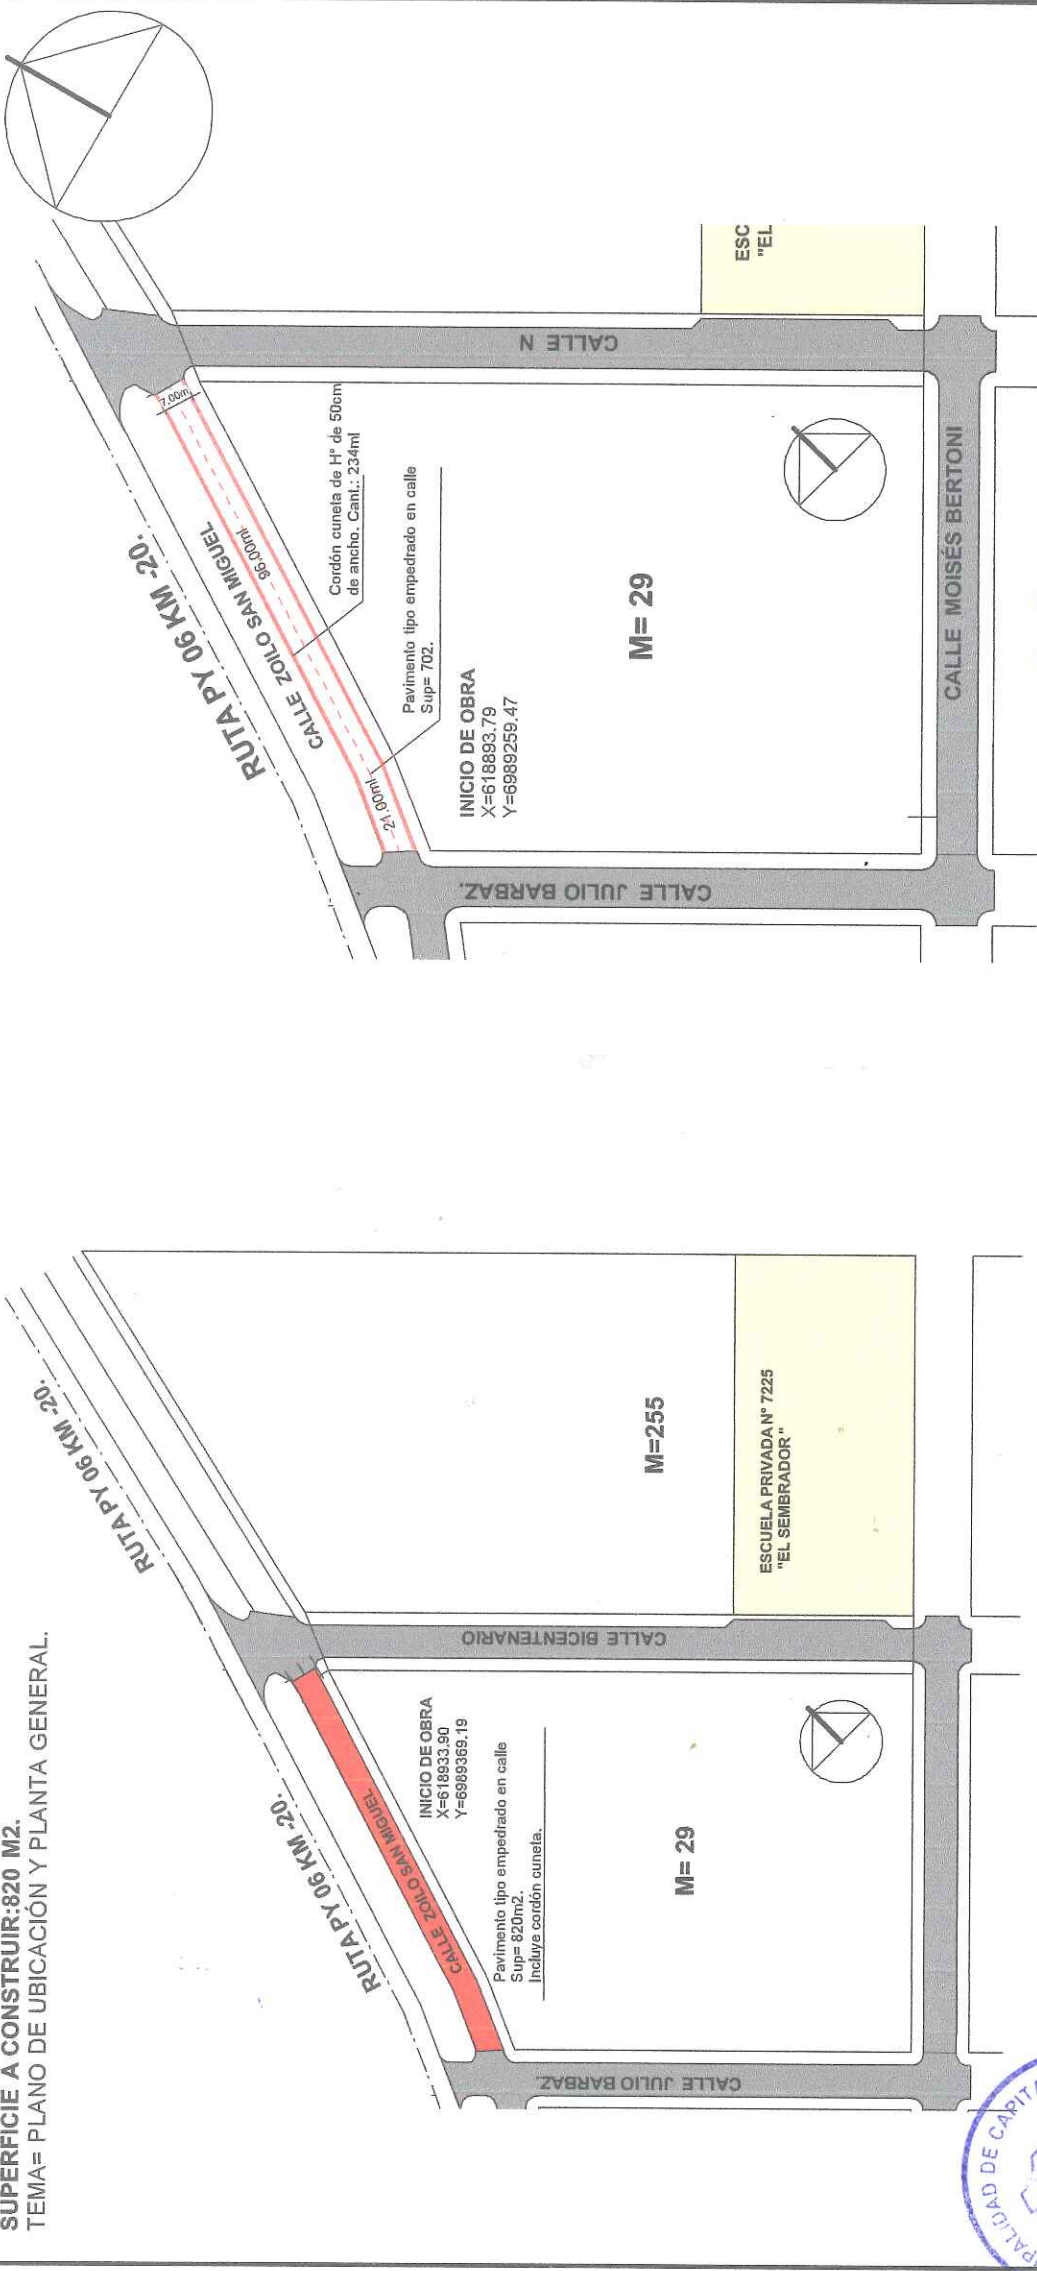 SUPERFICIE A CONSTRUIR:820 M2.
TEMA= PLANO DE UBICACIÓN Y PLANTA GENERAL.
RUTA PY 06 KM -20.
RUTA PY 06 KM -20.
CALLE ZOILO SAN MIGUEL
INICIO DE OBRA
X=618933.90
Y=6989369.19
Pavimento tipo empedrado en calle
Sup= 820m2.
Incluye cordón cuneta.
CALLE JULIO BARBAZ.
CALLE BICENTENARIO
M= 29
M=255
ESCUELA PRIVADA N° 7225
"EL SEMBRADOR"
RUTA PY 06 KM -20.
CALLE ZOILO SAN MIGUEL
21.00ml
96.00ml
7.00m
Cordón cuneta de H° de 50cm
de ancho. Cant.: 234ml
Pavimento tipo empedrado en calle
Sup= 702.
INICIO DE OBRA
X=618893.79
Y=6989259.47
CALLE JULIO BARBAZ.
CALLE N
M= 29
CALLE MOISÉS BERTONI
ESC
"EL
IPALIDAD DE CAPITA